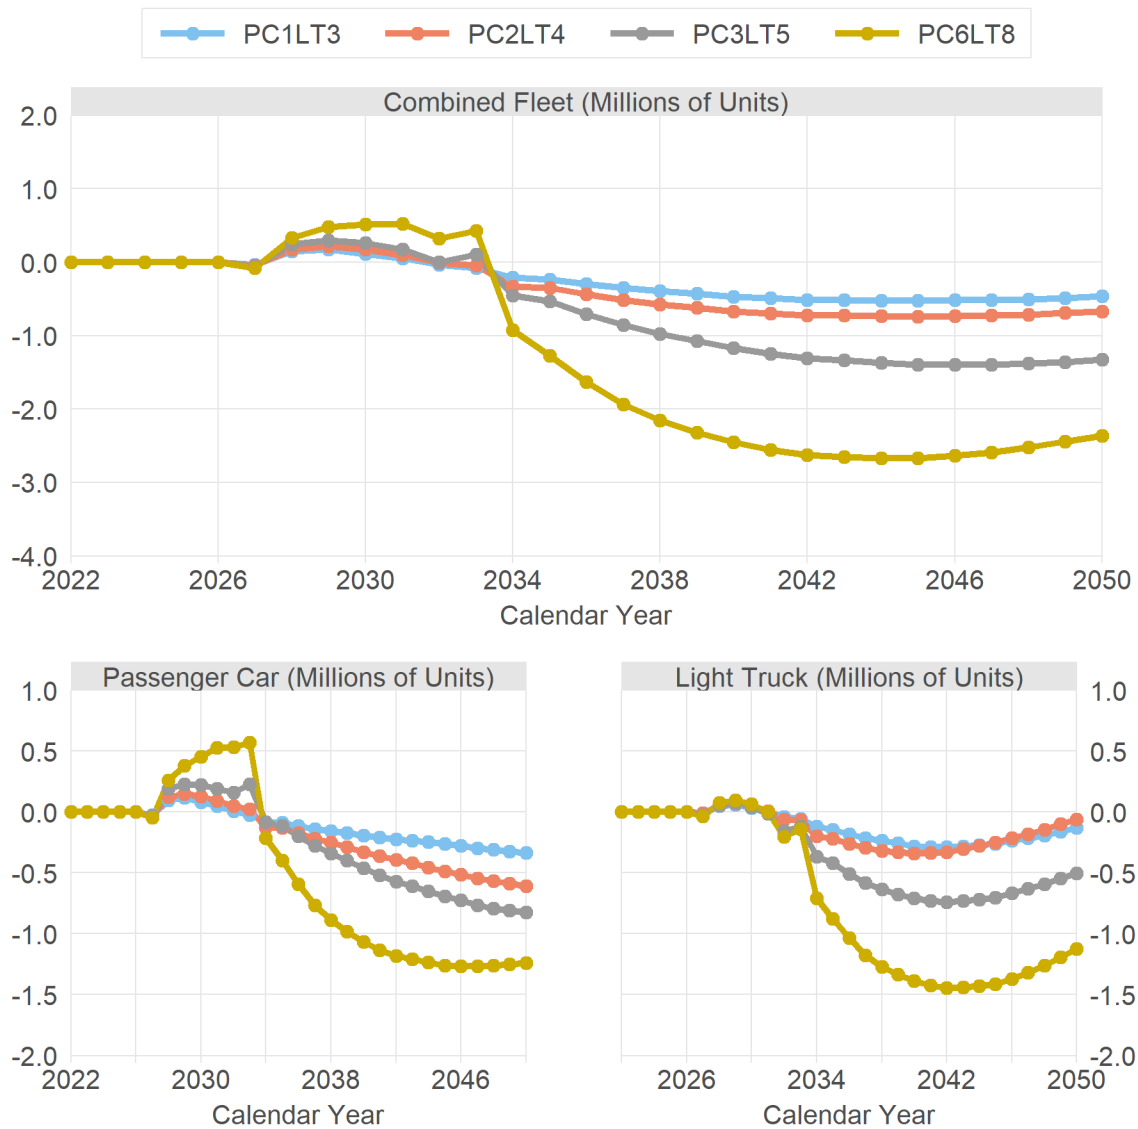 PC1LT3 PC2LT4 PC3LT5 PC6LT8
Combined Fleet (Millions of Units)
2.0
1.0
0.0
-1.0
-2.0
-3.0
-4.0
2022 2026 2030 2034 2038 2042 2046 2050
Calendar Year
Passenger Car (Millions of Units)
1.0
0.5
0.0
-0.5
-1.0
-1.5
-2.0
2022 2030 2038 2046
Calendar Year
Light Truck (Millions of Units)
1.0
0.5
0.0
-0.5
-1.0
-1.5
-2.0
2026 2034 2042 2050
Calendar Year